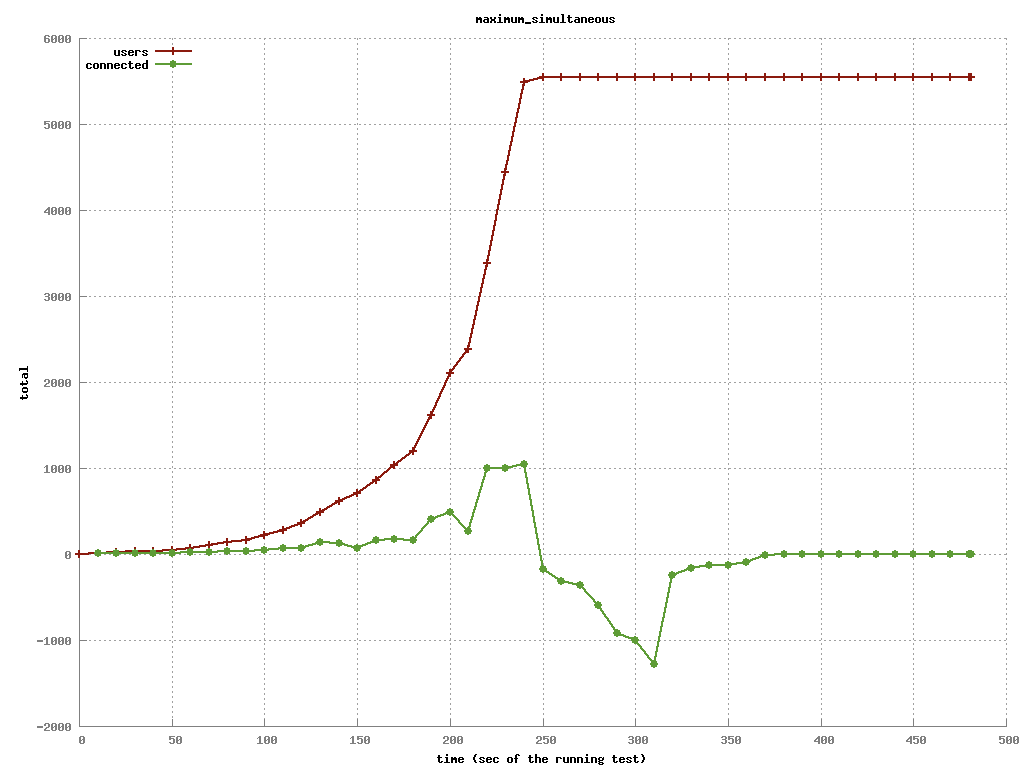 maximum_simultaneous
users
connected
6000
5000
4000
3000
2000
1000
0
-1000
-2000
total
0 50 100 150 200 250 300 350 400 450 500
time (sec of the running test)